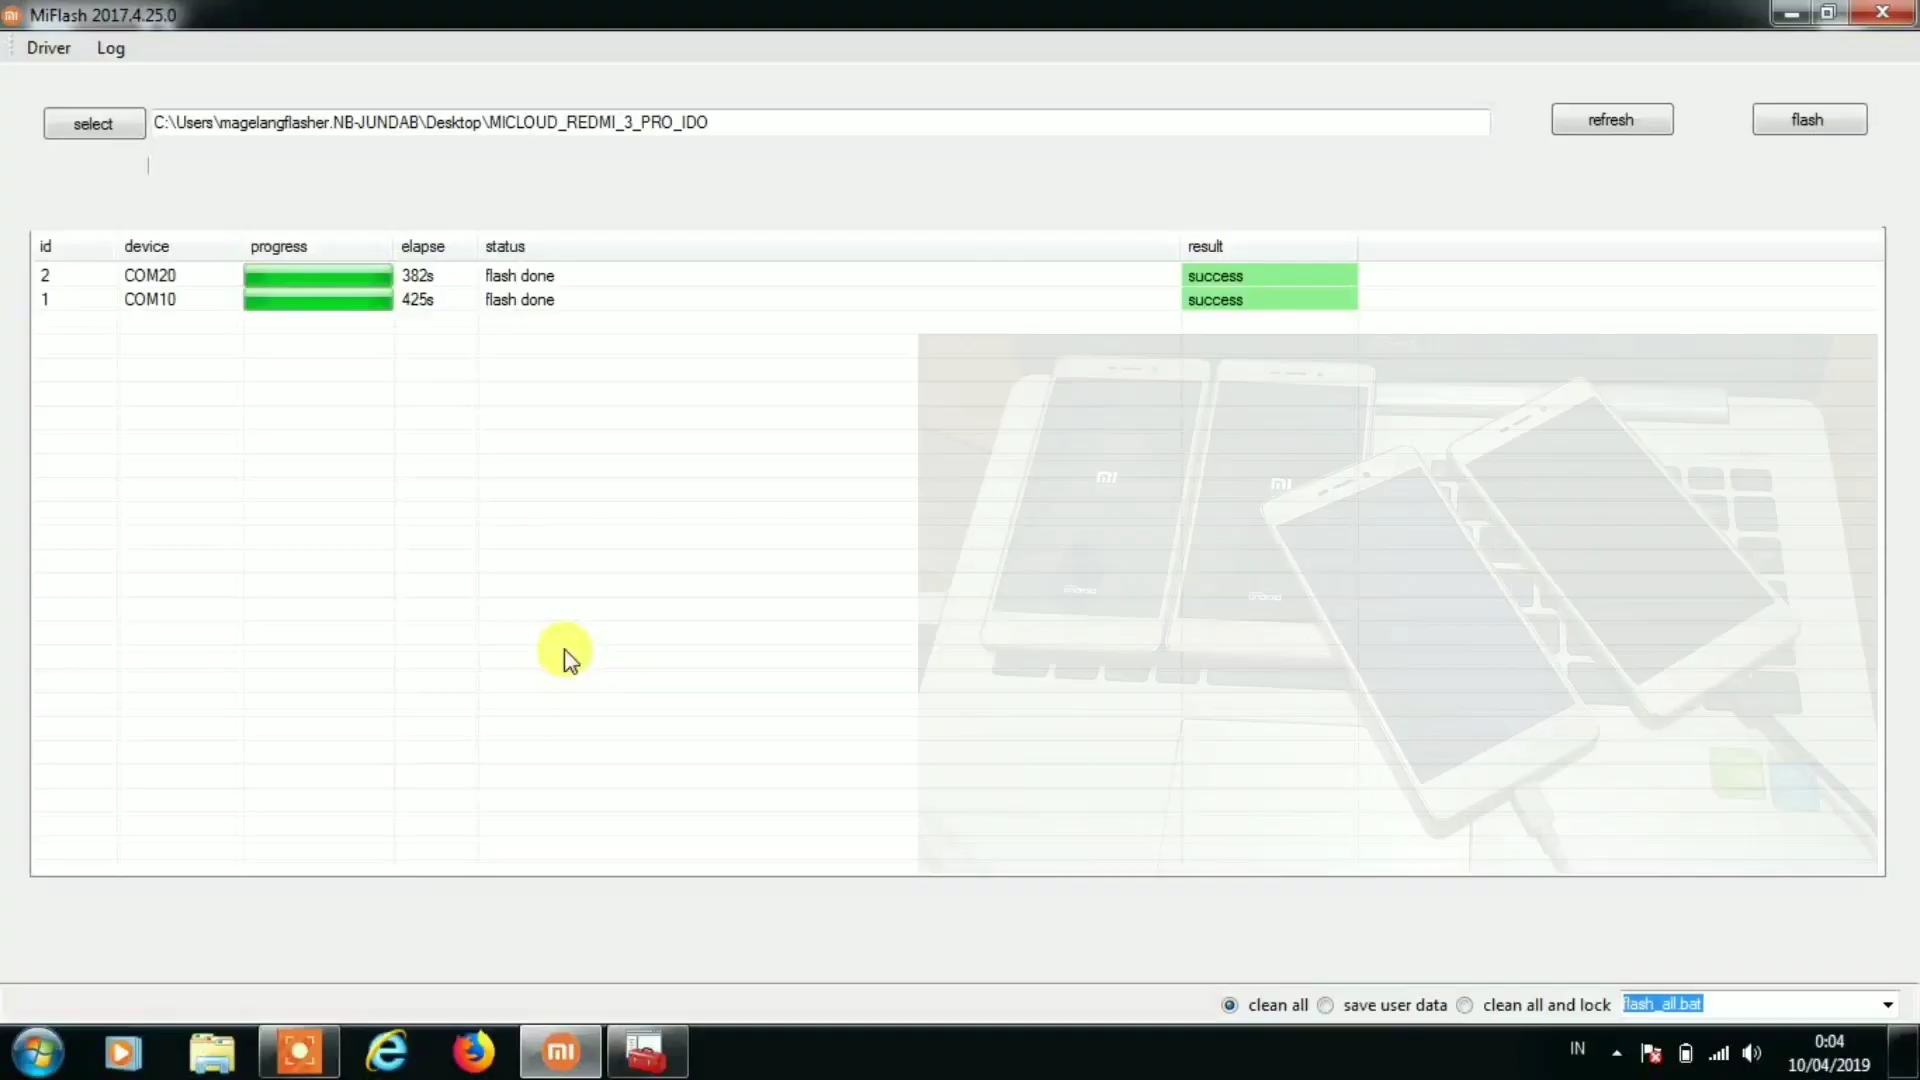 MiFlash 2017.4.25.0
Driver Log
select C:\Users\magelangflasher.NB-JUNDAB\Desktop\MICLOUD_REDMI_3_PRO_IDO refresh flash
id device progress elapse status result
2 COM20 382s flash done success
1 COM10 425s flash done success
clean all save user data clean all and lock flash_all.bat
IN 0:04
10/04/2019